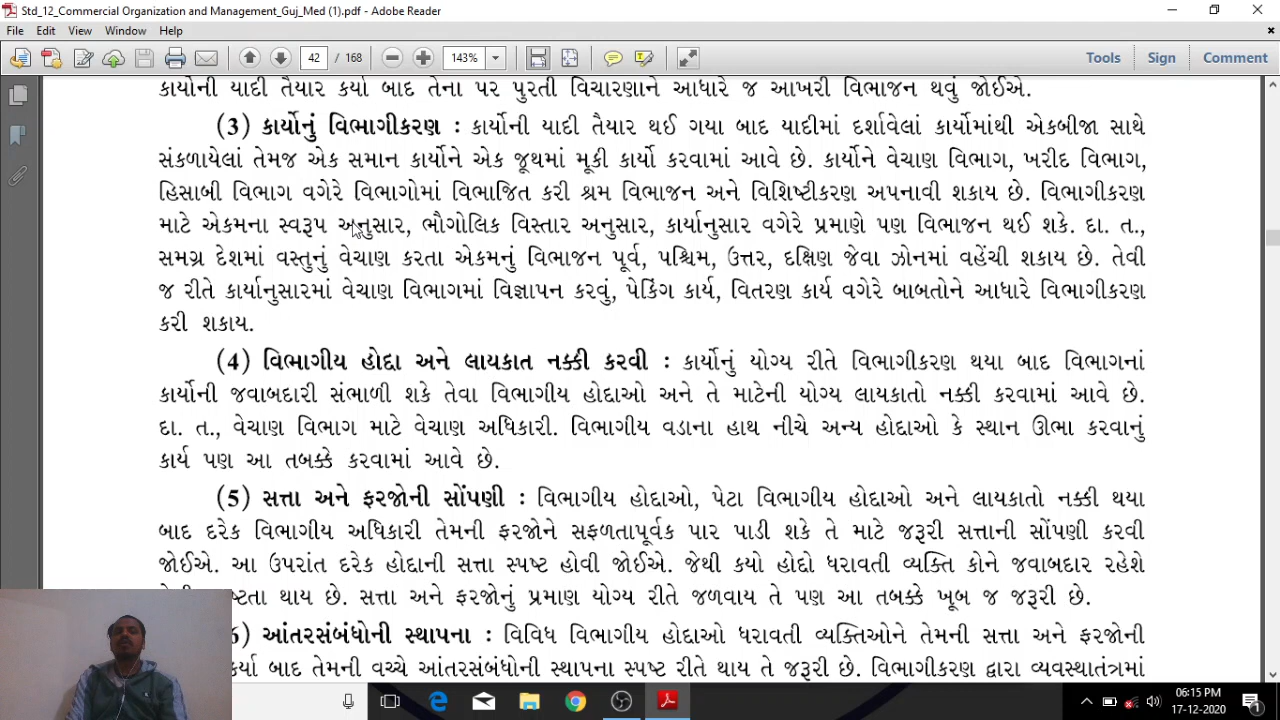 Std_12_Commercial Organization and Management_Guj_Med (1).pdf - Adobe Reader
File Edit View Window Help
42 / 168 143% Tools Sign Comment
કાર્યોની યાદી તૈયાર કર્યા બાદ તેના પર પુરતી વિચારણાને આધારે જ આખરી વિભાજન થવું જોઈએ.
(3) કાર્યોનું વિભાગીકરણ : કાર્યોની યાદી તૈયાર થઈ ગયા બાદ યાદીમાં દર્શાવેલાં કાર્યોમાંથી એકબીજા સાથે
સંકળાયેલાં તેમજ એક સમાન કાર્યોને એક જૂથમાં મૂકી કાર્યો કરવામાં આવે છે. કાર્યોને વેચાણ વિભાગ, ખરીદ વિભાગ,
હિસાબી વિભાગ વગેરે વિભાગોમાં વિભાજિત કરી શ્રમ વિભાજન અને વિશિષ્ટીકરણ અપનાવી શકાય છે. વિભાગીકરણ
માટે એકમના સ્વરૂપ અનુસાર, ભૌગોલિક વિસ્તાર અનુસાર, કાર્યાનુસાર વગેરે પ્રમાણે પણ વિભાજન થઈ શકે. દા. ત.,
સમગ્ર દેશમાં વસ્તુનું વેચાણ કરતા એકમનું વિભાજન પૂર્વ, પશ્ચિમ, ઉત્તર, દક્ષિણ જેવા ઝોનમાં વહેંચી શકાય છે. તેવી
જ રીતે કાર્યાનુસારમાં વેચાણ વિભાગમાં વિજ્ઞાપન કરવું, પેકિંગ કાર્ય, વિતરણ કાર્ય વગેરે બાબતોને આધારે વિભાગીકરણ
કરી શકાય.
(4) વિભાગીય હોદ્દા અને લાયકાત નક્કી કરવી : કાર્યોનું યોગ્ય રીતે વિભાગીકરણ થયા બાદ વિભાગનાં
કાર્યોની જવાબદારી સંભાળી શકે તેવા વિભાગીય હોદ્દાઓ અને તે માટેની યોગ્ય લાયકાતો નક્કી કરવામાં આવે છે.
દા. ત., વેચાણ વિભાગ માટે વેચાણ અધિકારી. વિભાગીય વડાના હાથ નીચે અન્ય હોદ્દાઓ કે સ્થાન ઊભા કરવાનું
કાર્ય પણ આ તબક્કે કરવામાં આવે છે.
(5) સત્તા અને ફરજોની સોંપણી : વિભાગીય હોદ્દાઓ, પેટા વિભાગીય હોદ્દાઓ અને લાયકાતો નક્કી થયા
બાદ દરેક વિભાગીય અધિકારી તેમની ફરજોને સફળતાપૂર્વક પાર પાડી શકે તે માટે જરૂરી સત્તાની સોંપણી કરવી
જોઈએ. આ ઉપરાંત દરેક હોદ્દાની સત્તા સ્પષ્ટ હોવી જોઈએ. જેથી કયો હોદ્દો ધરાવતી વ્યક્તિ કોને જવાબદાર રહેશે
થાય છે. સત્તા અને ફરજોનું પ્રમાણ યોગ્ય રીતે જળવાય તે પણ આ તબક્કે ખૂબ જ જરૂરી છે.
6) આંતરસંબંધોની સ્થાપના : વિવિધ વિભાગીય હોદ્દાઓ ધરાવતી વ્યક્તિઓને તેમની સત્તા અને ફરજોની
કર્યા બાદ તેમની વચ્ચે આંતરસંબંધોની સ્થાપના સ્પષ્ટ રીતે થાય તે જરૂરી છે. વિભાગીકરણ દ્વારા વ્યવસ્થાતંત્રમાં
06:15 PM
17-12-2020